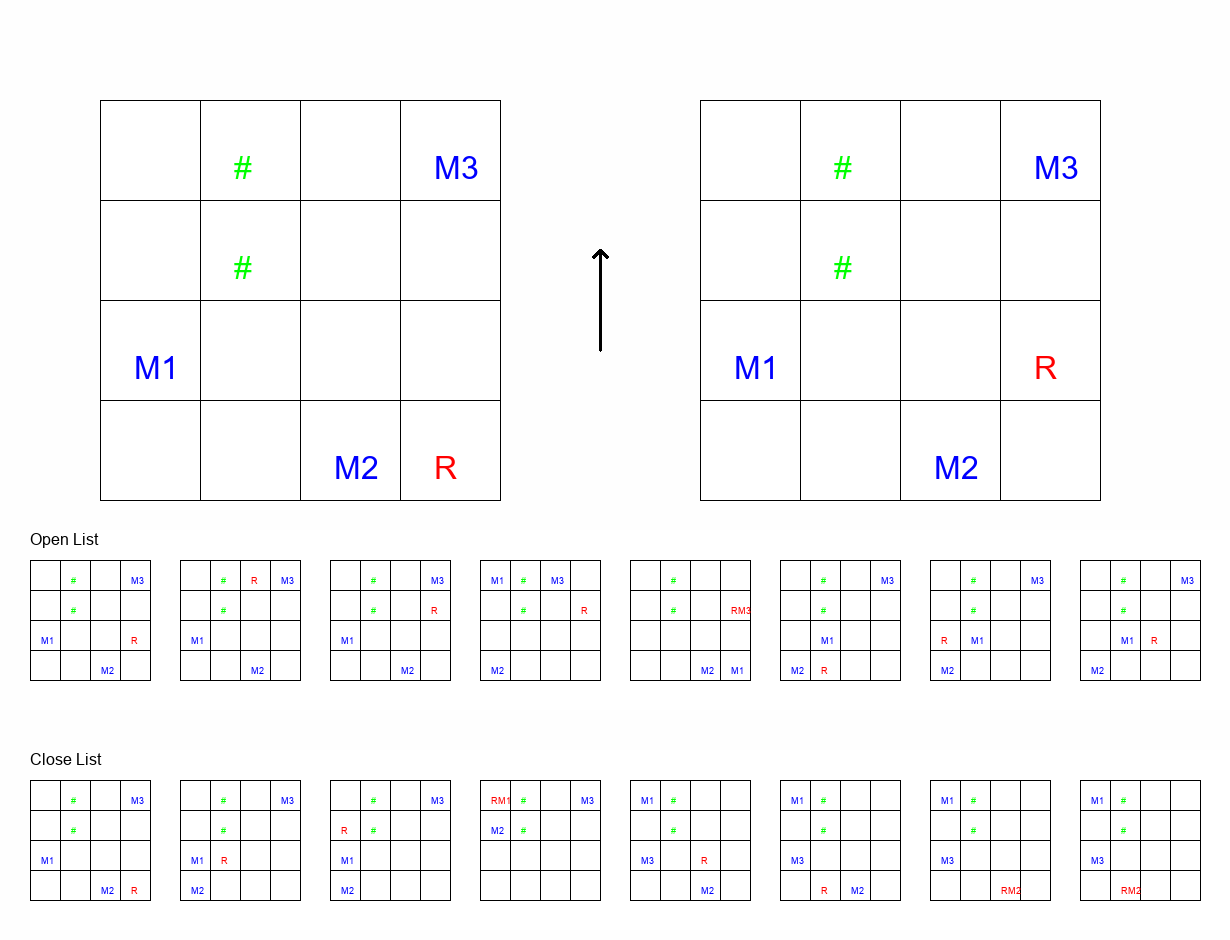 # M3 # M3
# #
M1 M1 R
M2 R M2
Open List
# M3 # R M3 # M3 M1 # M3 # # M3 # M3 # M3
# # # R # R # RM3 # # #
M1 R M1 M1 M1 R M1 M1 R
M2 M2 M2 M2 M2 M1 M2 R M2 M2
Close List
# M3 # M3 # M3 RM1 # M3 M1 # M1 # M1 # M1 #
# # R # M2 # # # # #
M1 M1 R M1 M3 R M3 M3 M3
M2 R M2 M2 M2 R M2 RM2 RM2